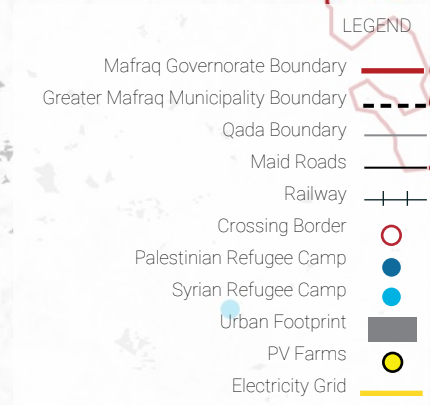 LEGEND
Mafraq Governorate Boundary
Greater Mafraq Municipality Boundary
Qada Boundary
Maid Roads
Railway
Crossing Border
Palestinian Refugee Camp
Syrian Refugee Camp
Urban Footprint
PV Farms
Electricity Grid